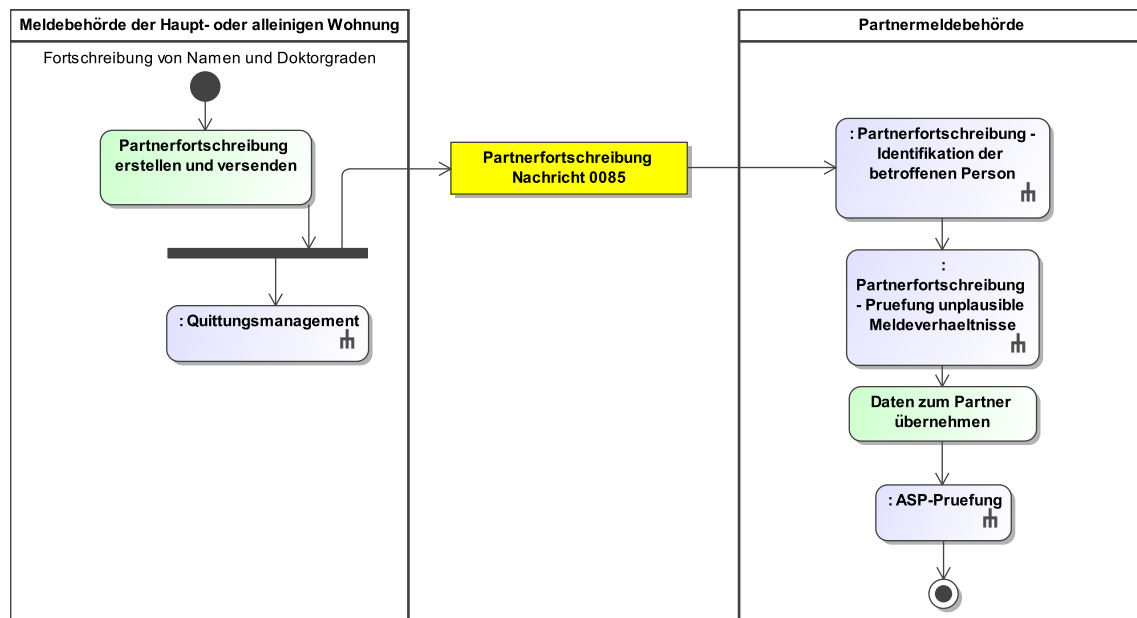 Meldebehörde der Haupt- oder alleinigen Wohnung
Fortschreibung von Namen und Doktorgraden
Partnerfortschreibung
erstellen und versenden
: Quittungsmanagement
Partnerfortschreibung
Nachricht 0085
Partnermeldebehörde
: Partnerfortschreibung -
Identifikation der
betroffenen Person
:
Partnerfortschreibung
- Pruefung unplausible
Meldeverhaeltnisse
Daten zum Partner
übernehmen
: ASP-Pruefung